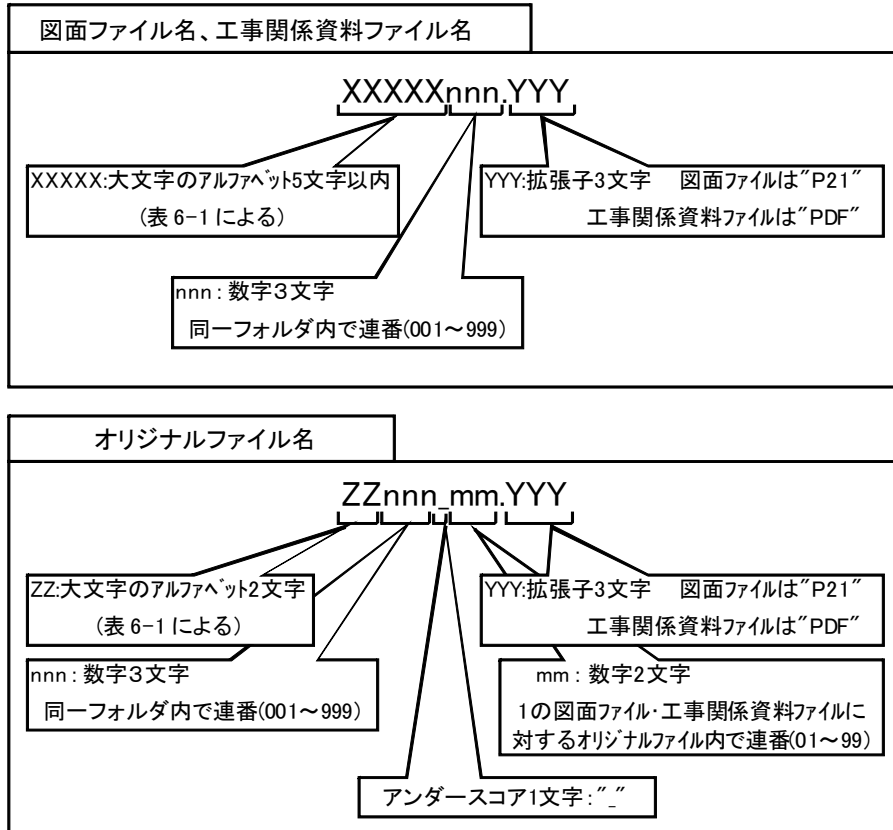 図面ファイル名、工事関係資料ファイル名
XXXXXnnn.YYY
XXXXX:大文字のアルファベット5文字以内
(表 6-1 による)
YYY:拡張子3文字　図面ファイルは"P21"
工事関係資料ファイルは"PDF"
nnn : 数字3文字
同一フォルダ内で連番(001～999)
オリジナルファイル名
ZZnnn_mm.YYY
ZZ:大文字のアルファベット2文字
(表 6-1 による)
YYY:拡張子3文字　図面ファイルは"P21"
工事関係資料ファイルは"PDF"
nnn : 数字3文字
同一フォルダ内で連番(001～999)
mm : 数字2文字
1の図面ファイル・工事関係資料ファイルに
対するオリジナルファイル内で連番(01～99)
アンダースコア1文字:"_"